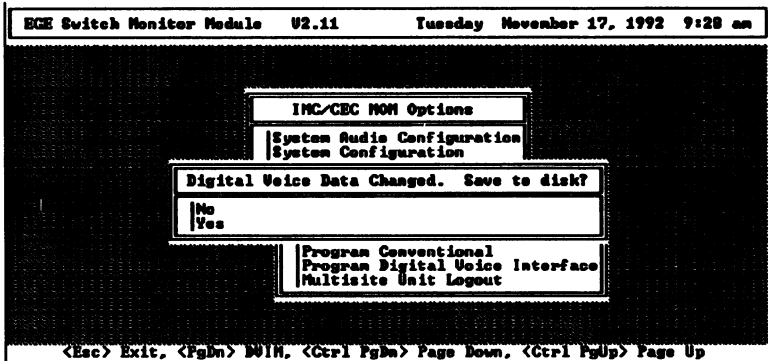 EGE Switch Monitor Module V2.11 Tuesday November 17, 1992 9:28 am
IMC/CEC MOM Options
System Audio Configuration
System Configuration
Digital Voice Data Changed. Save to disk?
No
Yes
Program Conventional
Program Digital Voice Interface
Multisite Unit Logout
<Esc> Exit, <PgDn> DVIM, <Ctrl PgDn> Page Down, <Ctrl PgUp> Page Up